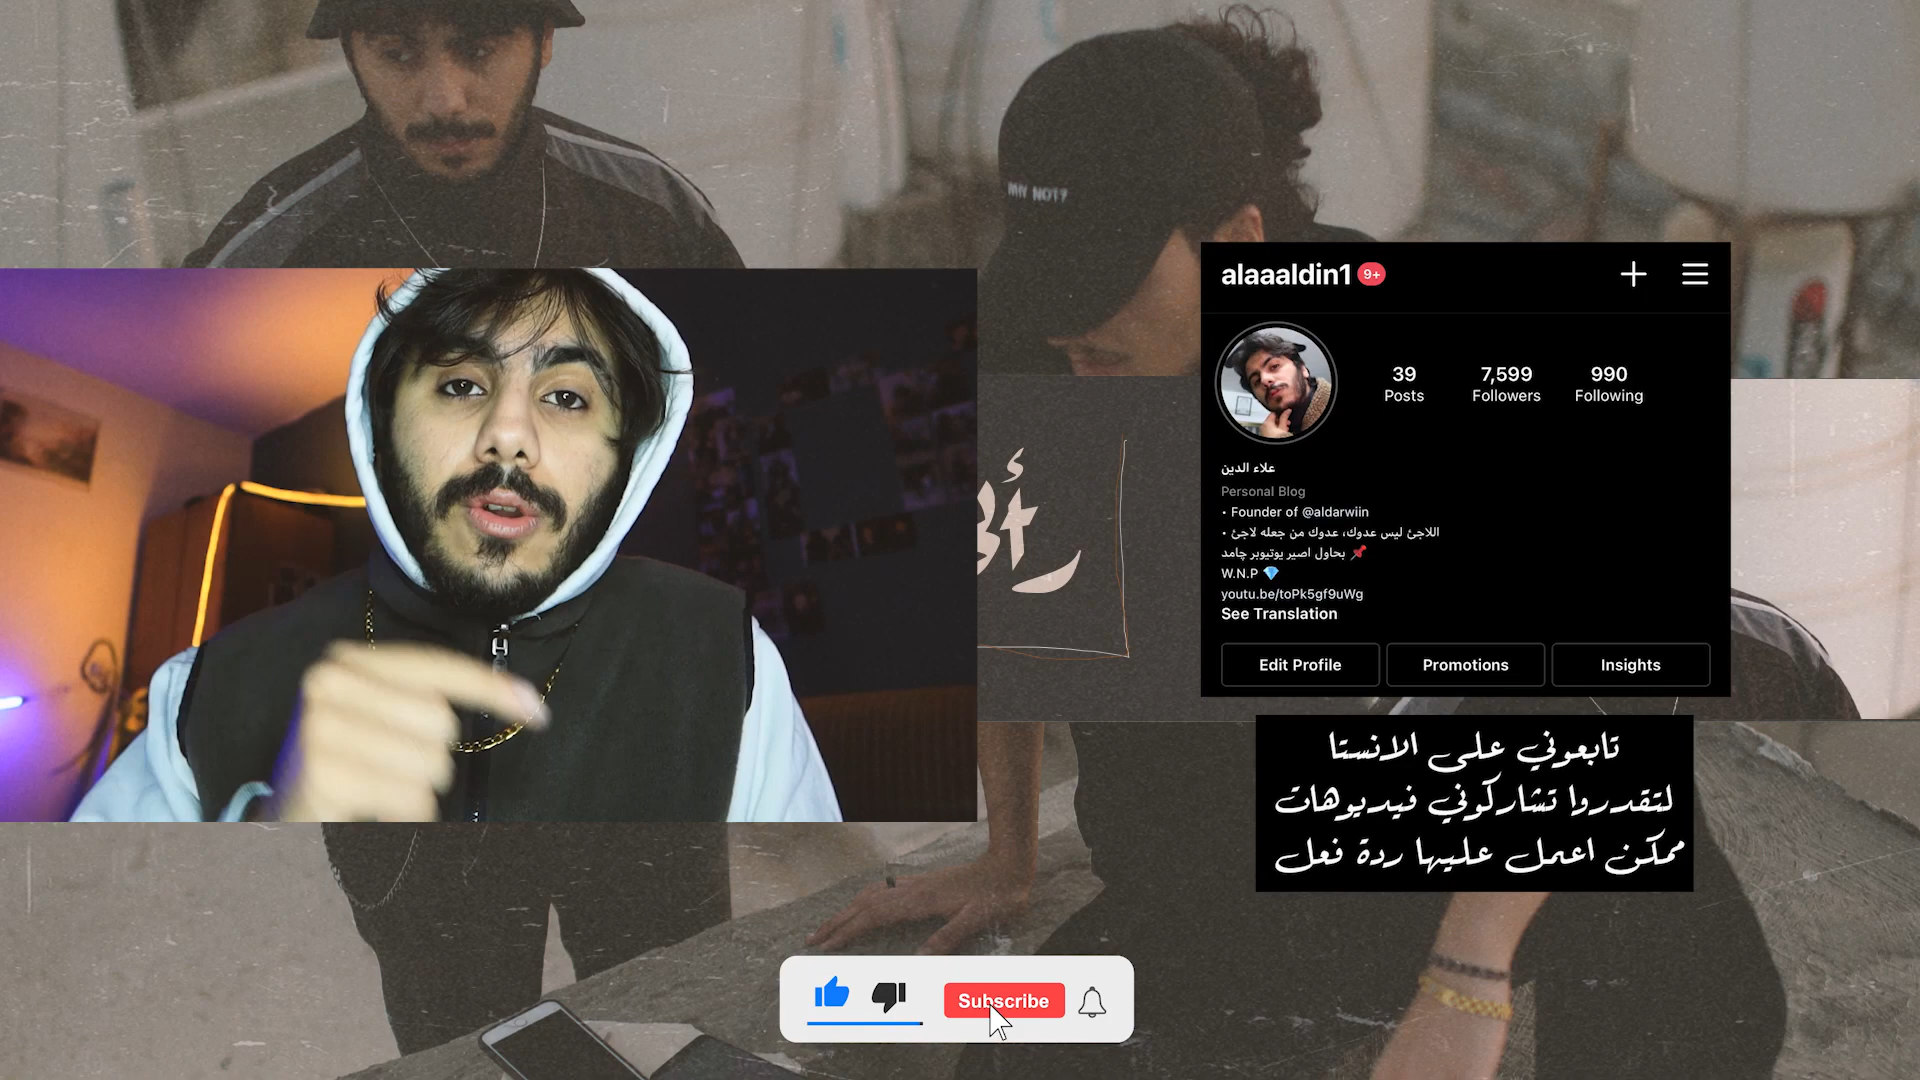 MY NOT?
alaaaldin1 9+
39 7,599 990
Posts Followers Following
علاء الدين
Personal Blog
• Founder of @aldarwiin
• اللاجئ ليس عدوك، عدوك من جعله لاجئ
بحاول اصير يوتيوبر چامد 📌
W.N.P 💎
youtu.be/toPk5gf9uWg
See Translation
Edit Profile Promotions Insights
تابعوني على الانستا
لتقدروا تشاركوني فيديوهات
ممكن اعمل عليها ردة فعل
Subscribe